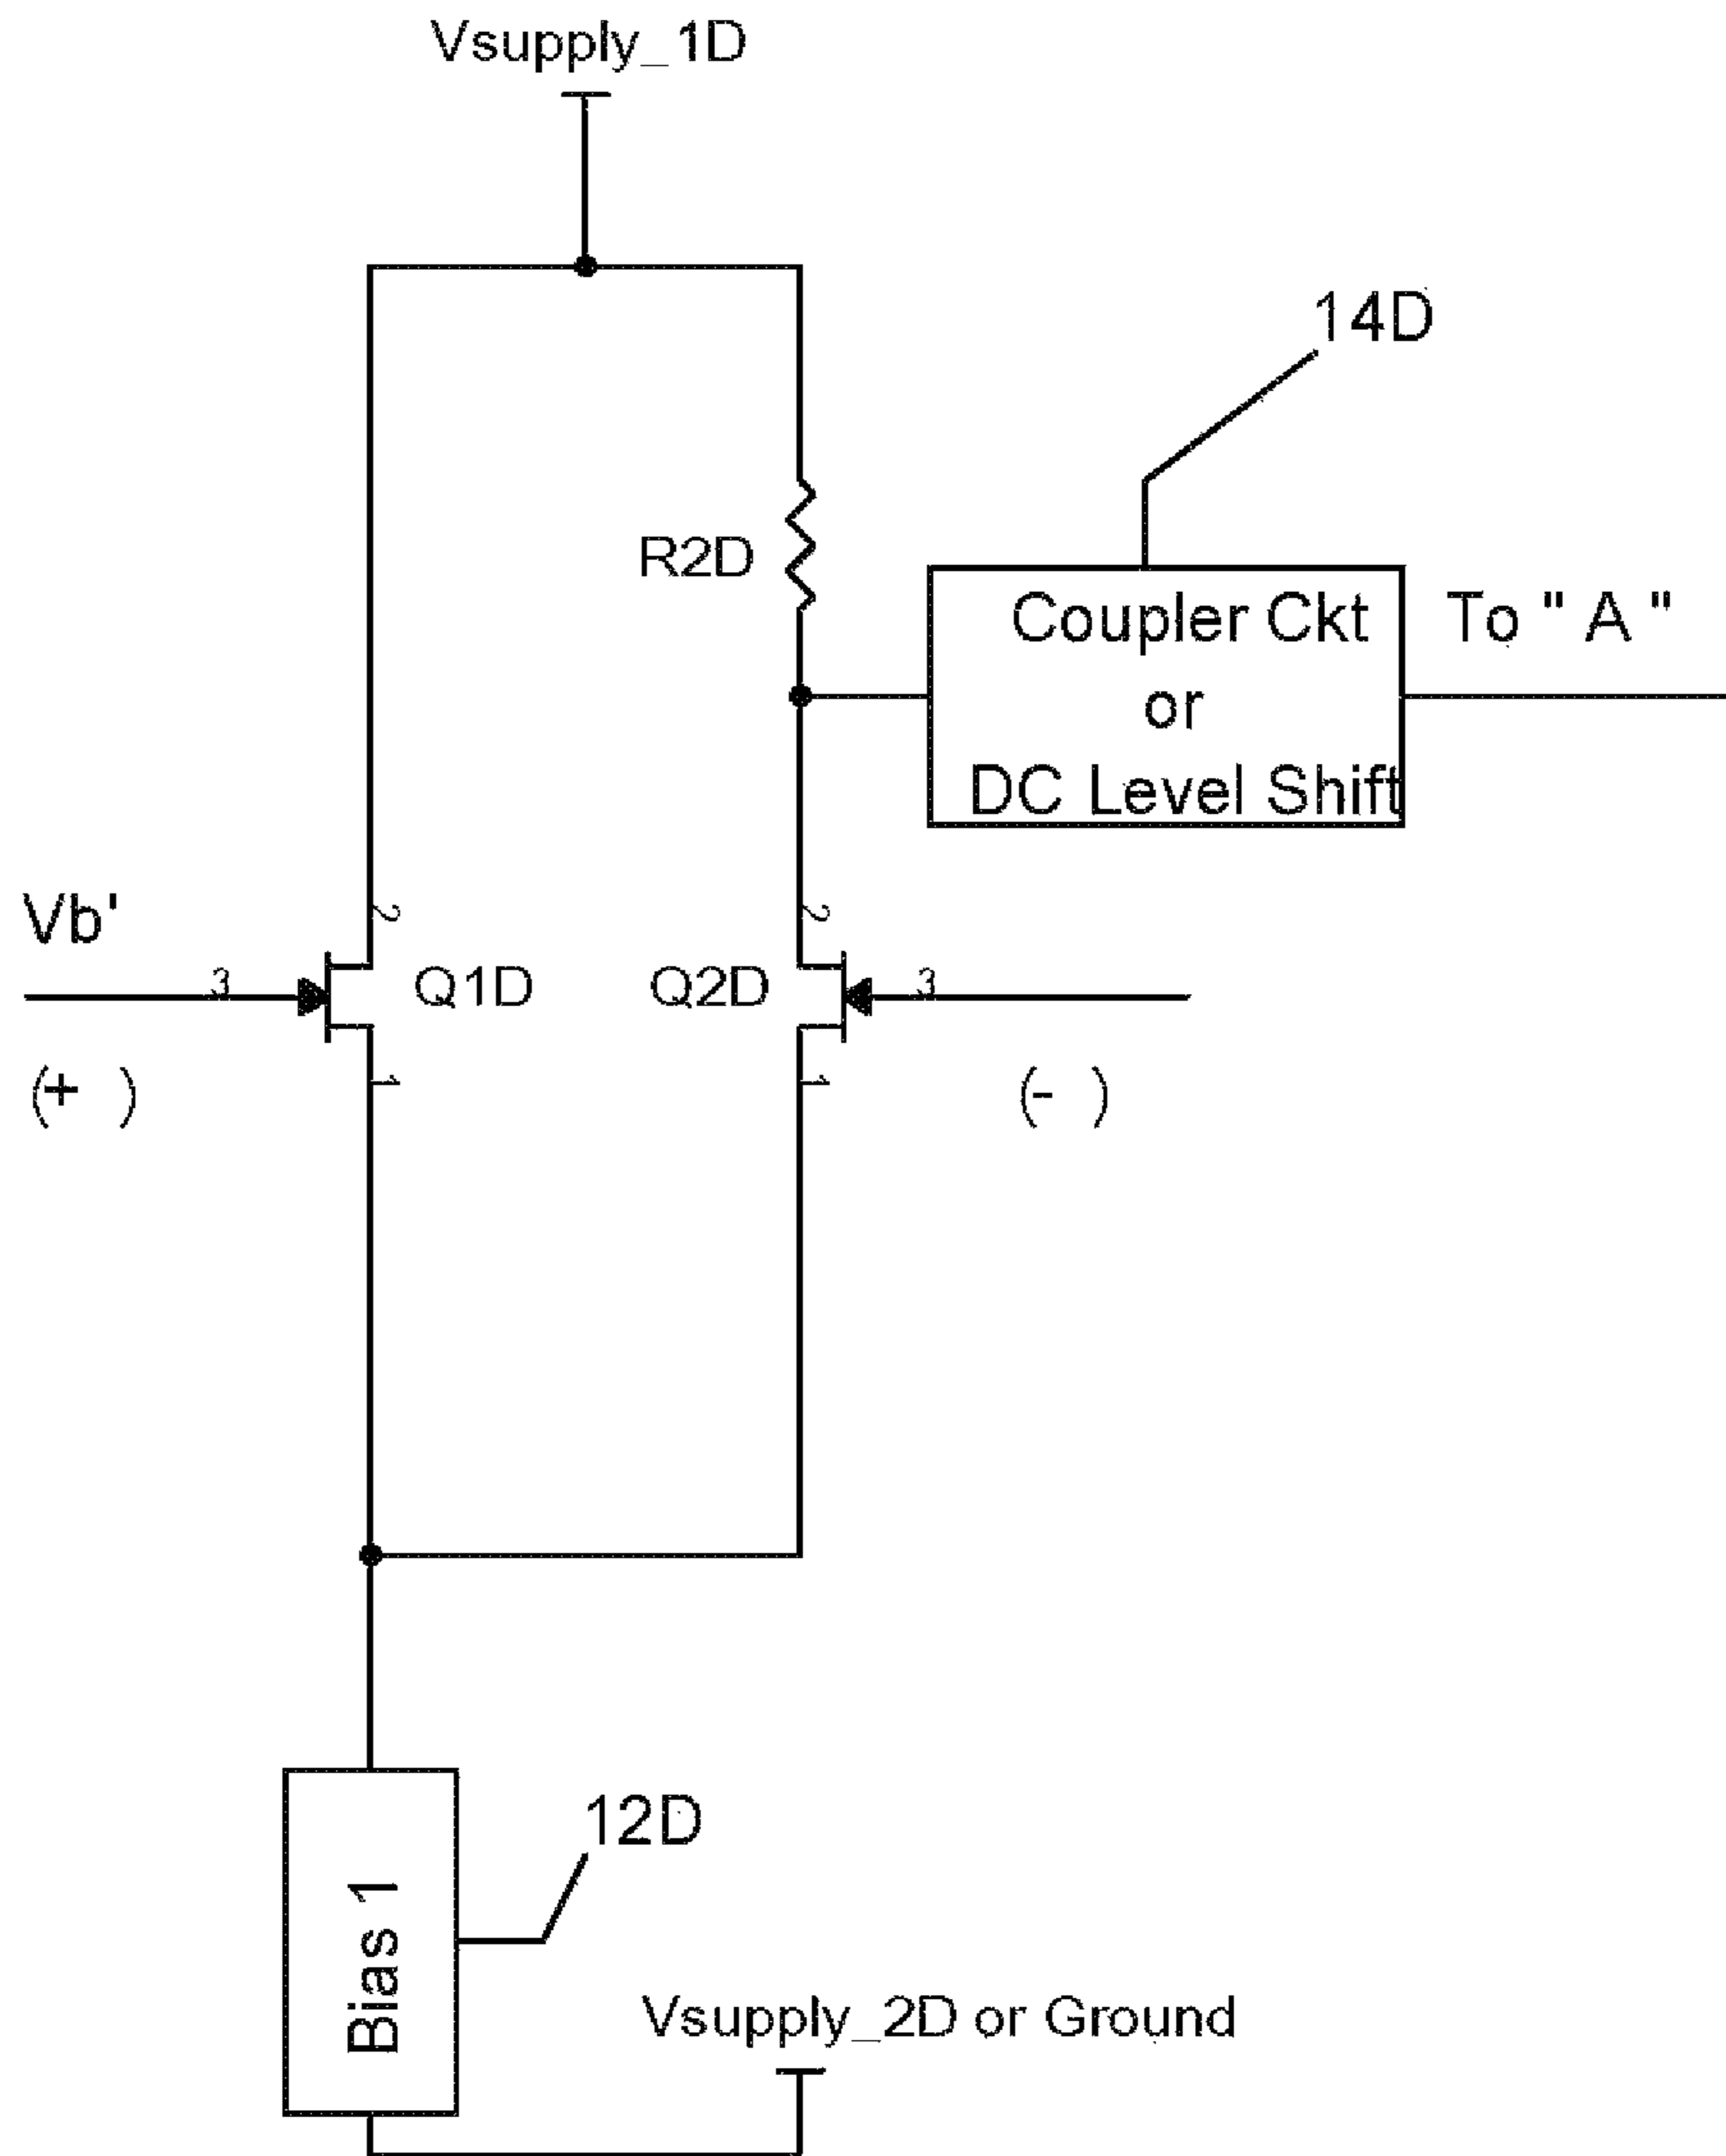 Vsupply_1D
14D
R2D
Coupler Ckt
or
DC Level Shift
To " A "
Vb'
2
2
3
Q1D
Q2D
3
(+ )
1
1
(- )
12D
Bias 1
Vsupply_2D or Ground